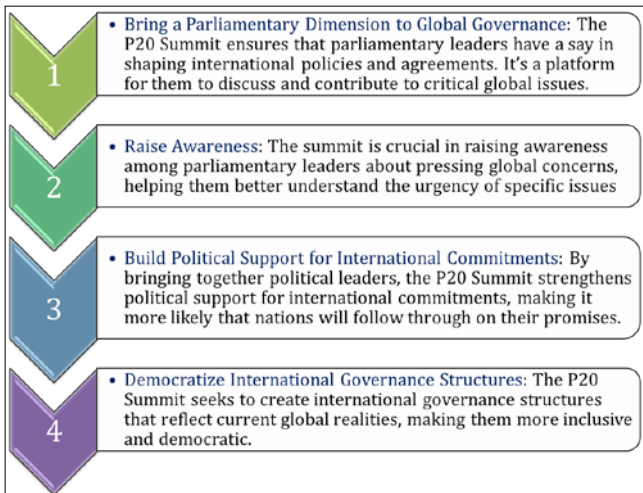 1
• Bring a Parliamentary Dimension to Global Governance: The
P20 Summit ensures that parliamentary leaders have a say in
shaping international policies and agreements. It's a platform
for them to discuss and contribute to critical global issues.
2
• Raise Awareness: The summit is crucial in raising awareness
among parliamentary leaders about pressing global concerns,
helping them better understand the urgency of specific issues
3
• Build Political Support for International Commitments: By
bringing together political leaders, the P20 Summit strengthens
political support for international commitments, making it
more likely that nations will follow through on their promises.
4
• Democratize International Governance Structures: The P20
Summit seeks to create international governance structures
that reflect current global realities, making them more inclusive
and democratic.